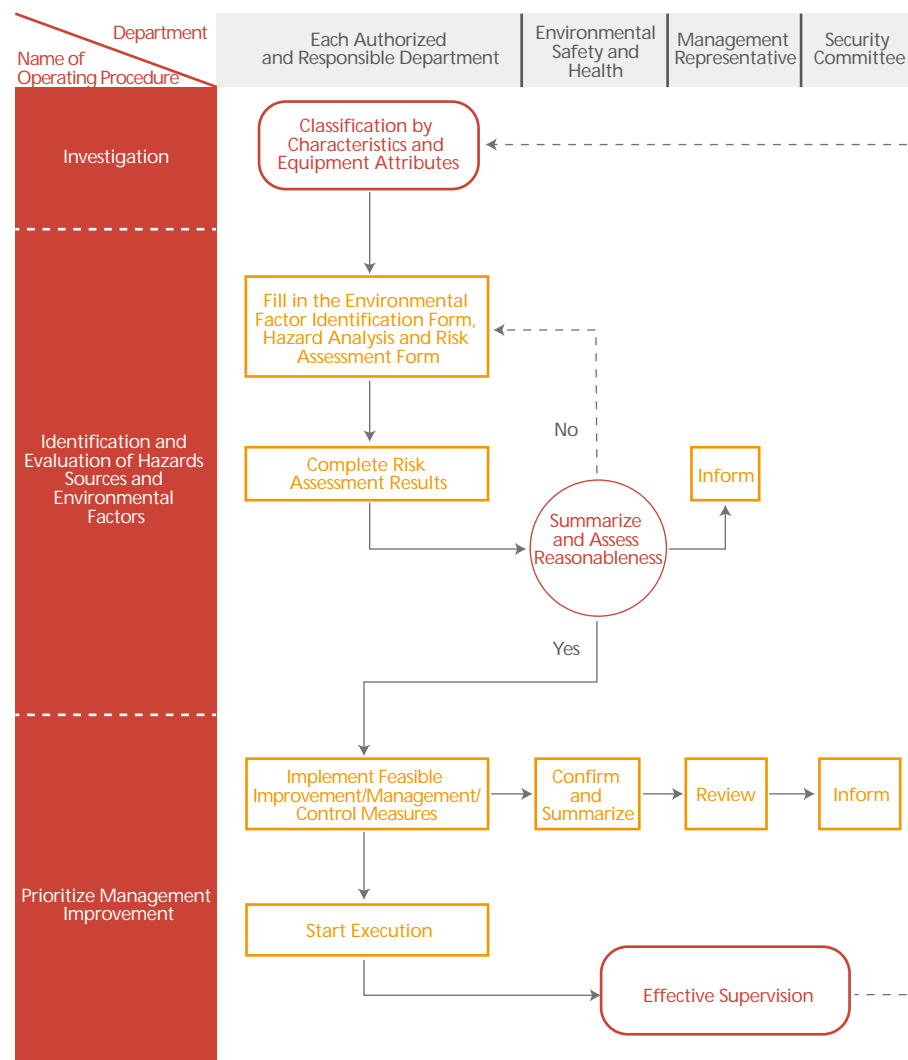 Department
Name of
Operating Procedure
Each Authorized
and Responsible Department
Environmental
Safety and
Health
Management
Representative
Security
Committee
Investigation
Classification by
Characteristics and
Equipment Attributes
Identification and
Evaluation of Hazards
Sources and
Environmental
Factors
Fill in the Environmental
Factor Identification Form,
Hazard Analysis and Risk
Assessment Form
No
Complete Risk
Assessment Results
Inform
Summarize
and Assess
Reasonableness
Yes
Prioritize Management
Improvement
Implement Feasible
Improvement/Management/
Control Measures
Confirm
and
Summarize
Review
Inform
Start Execution
Effective Supervision